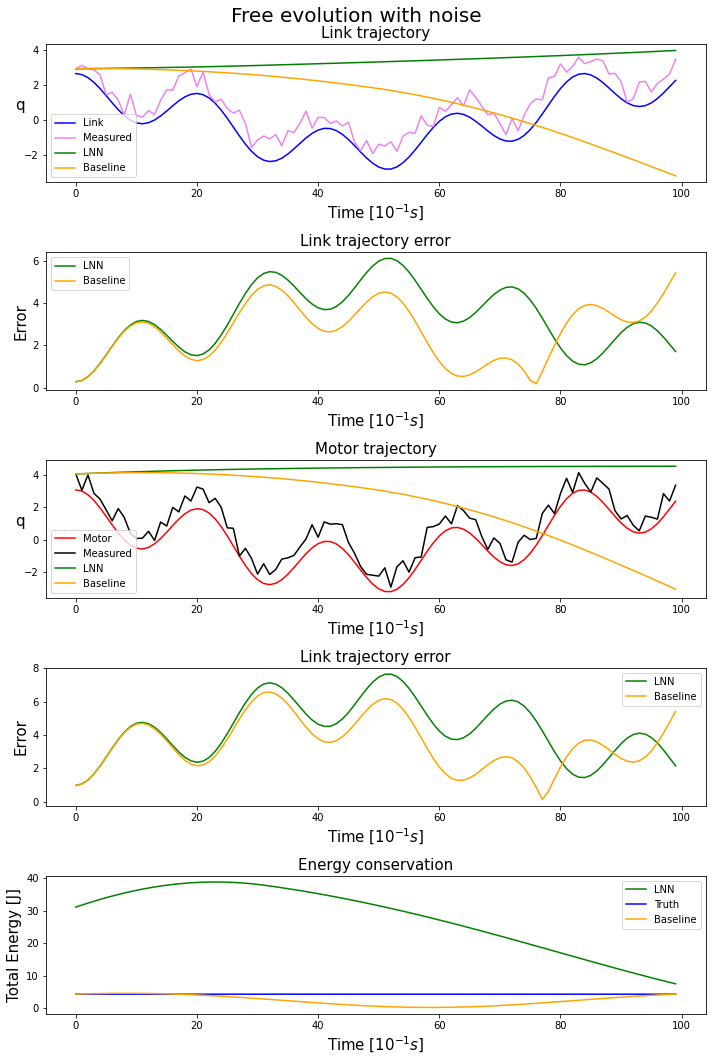 Free evolution with noise
Link trajectory
4
2
0
−2
q
Link
Measured
LNN
Baseline
0 20 40 60 80 100
Time [10⁻¹s]
Link trajectory error
6
4
2
0
Error
LNN
Baseline
0 20 40 60 80 100
Time [10⁻¹s]
Motor trajectory
4
2
0
−2
q
Motor
Measured
LNN
Baseline
0 20 40 60 80 100
Time [10⁻¹s]
Link trajectory error
8
6
4
2
0
Error
LNN
Baseline
0 20 40 60 80 100
Time [10⁻¹s]
Energy conservation
40
30
20
10
0
Total Energy [J]
LNN
Truth
Baseline
0 20 40 60 80 100
Time [10⁻¹s]